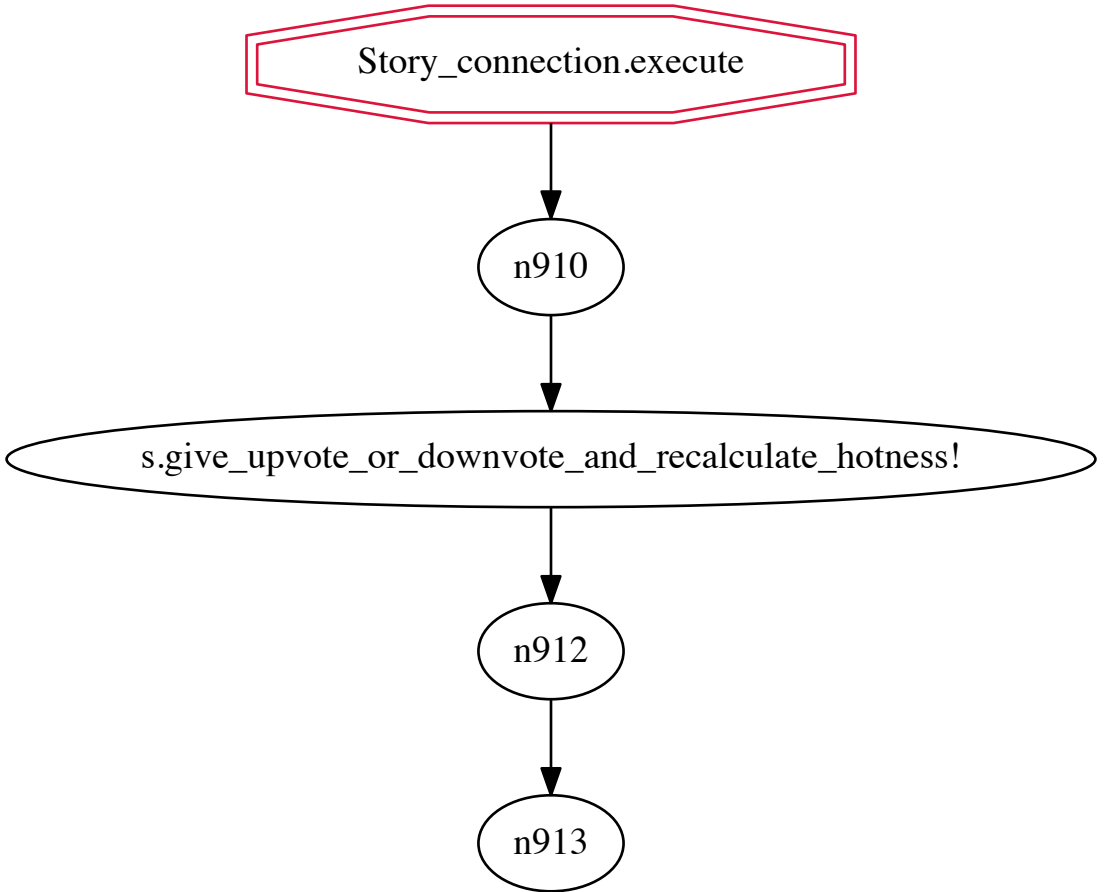 Story_connection.execute
n910
s.give_upvote_or_downvote_and_recalculate_hotness!
n912
n913